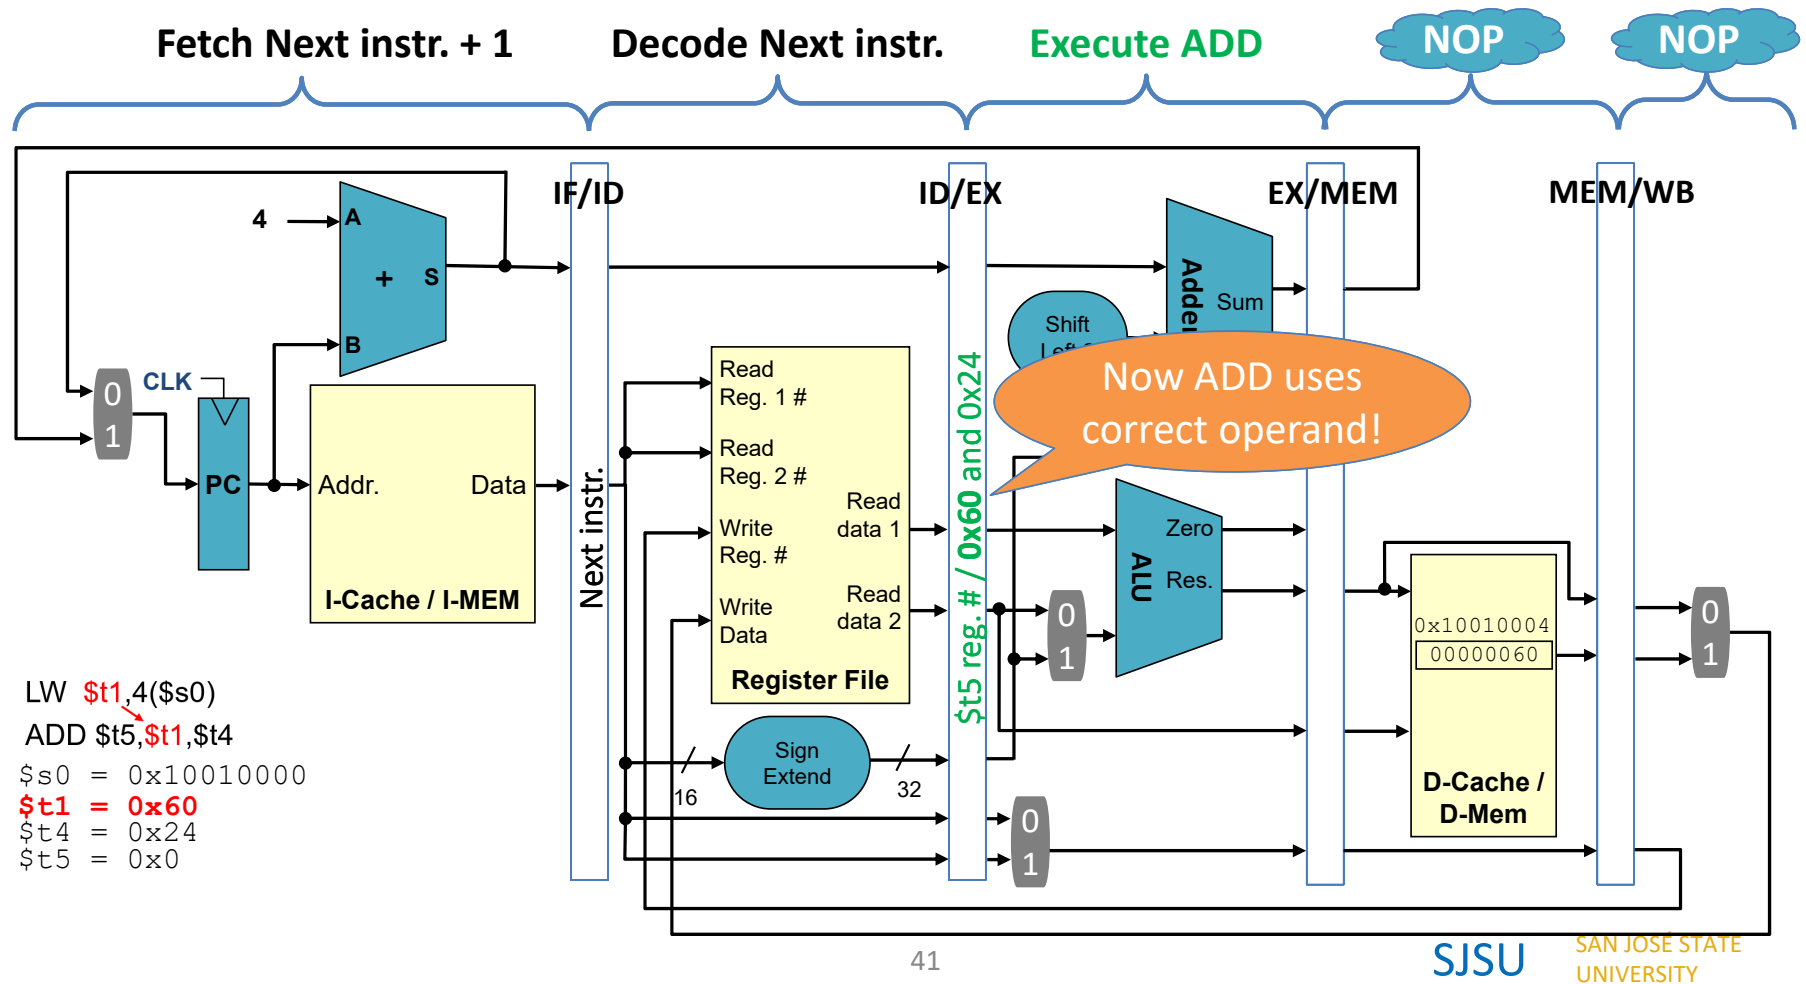 Fetch Next instr. + 1
Decode Next instr.
Execute ADD
NOP
NOP
IF/ID
ID/EX
EX/MEM
MEM/WB
4
A
B
+
S
0
1
CLK
PC
Addr.
Data
I-Cache / I-MEM
Next instr.
Read
Reg. 1 #
Read
Reg. 2 #
Write
Reg. #
Write
Data
Read
data 1
Read
data 2
Register File
Sign
Extend
16
32
$t5 reg. # / 0x60 and 0x24
Shift
Adder
Sum
Now ADD uses
correct operand!
ALU
Zero
Res.
0
1
0
1
0x10010004
00000060
D-Cache /
D-Mem
0
1
LW $t1,4($s0)
ADD $t5,$t1,$t4
$s0 = 0x10010000
$t1 = 0x60
$t4 = 0x24
$t5 = 0x0
41
SJSU
SAN JOSÉ STATE
UNIVERSITY